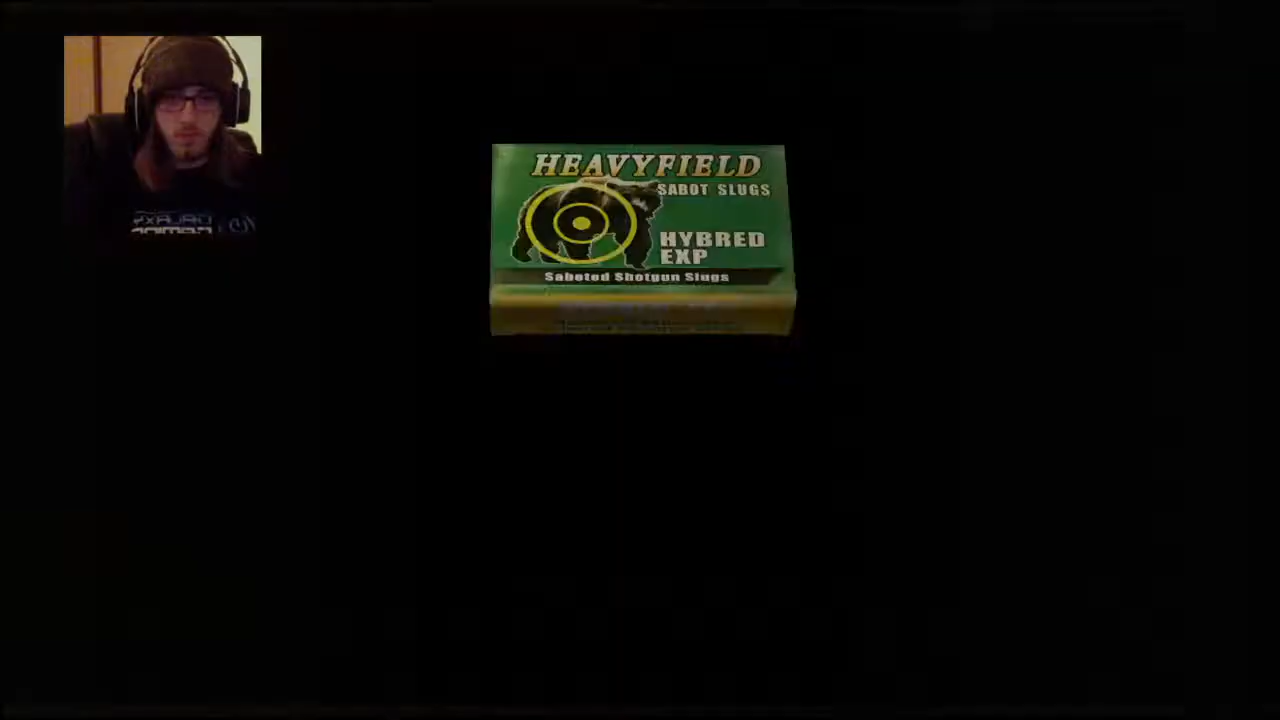 HEAVYFIELD
SABOT SLUGS
HYBRED
EXP
Saboted Shotgun Slugs